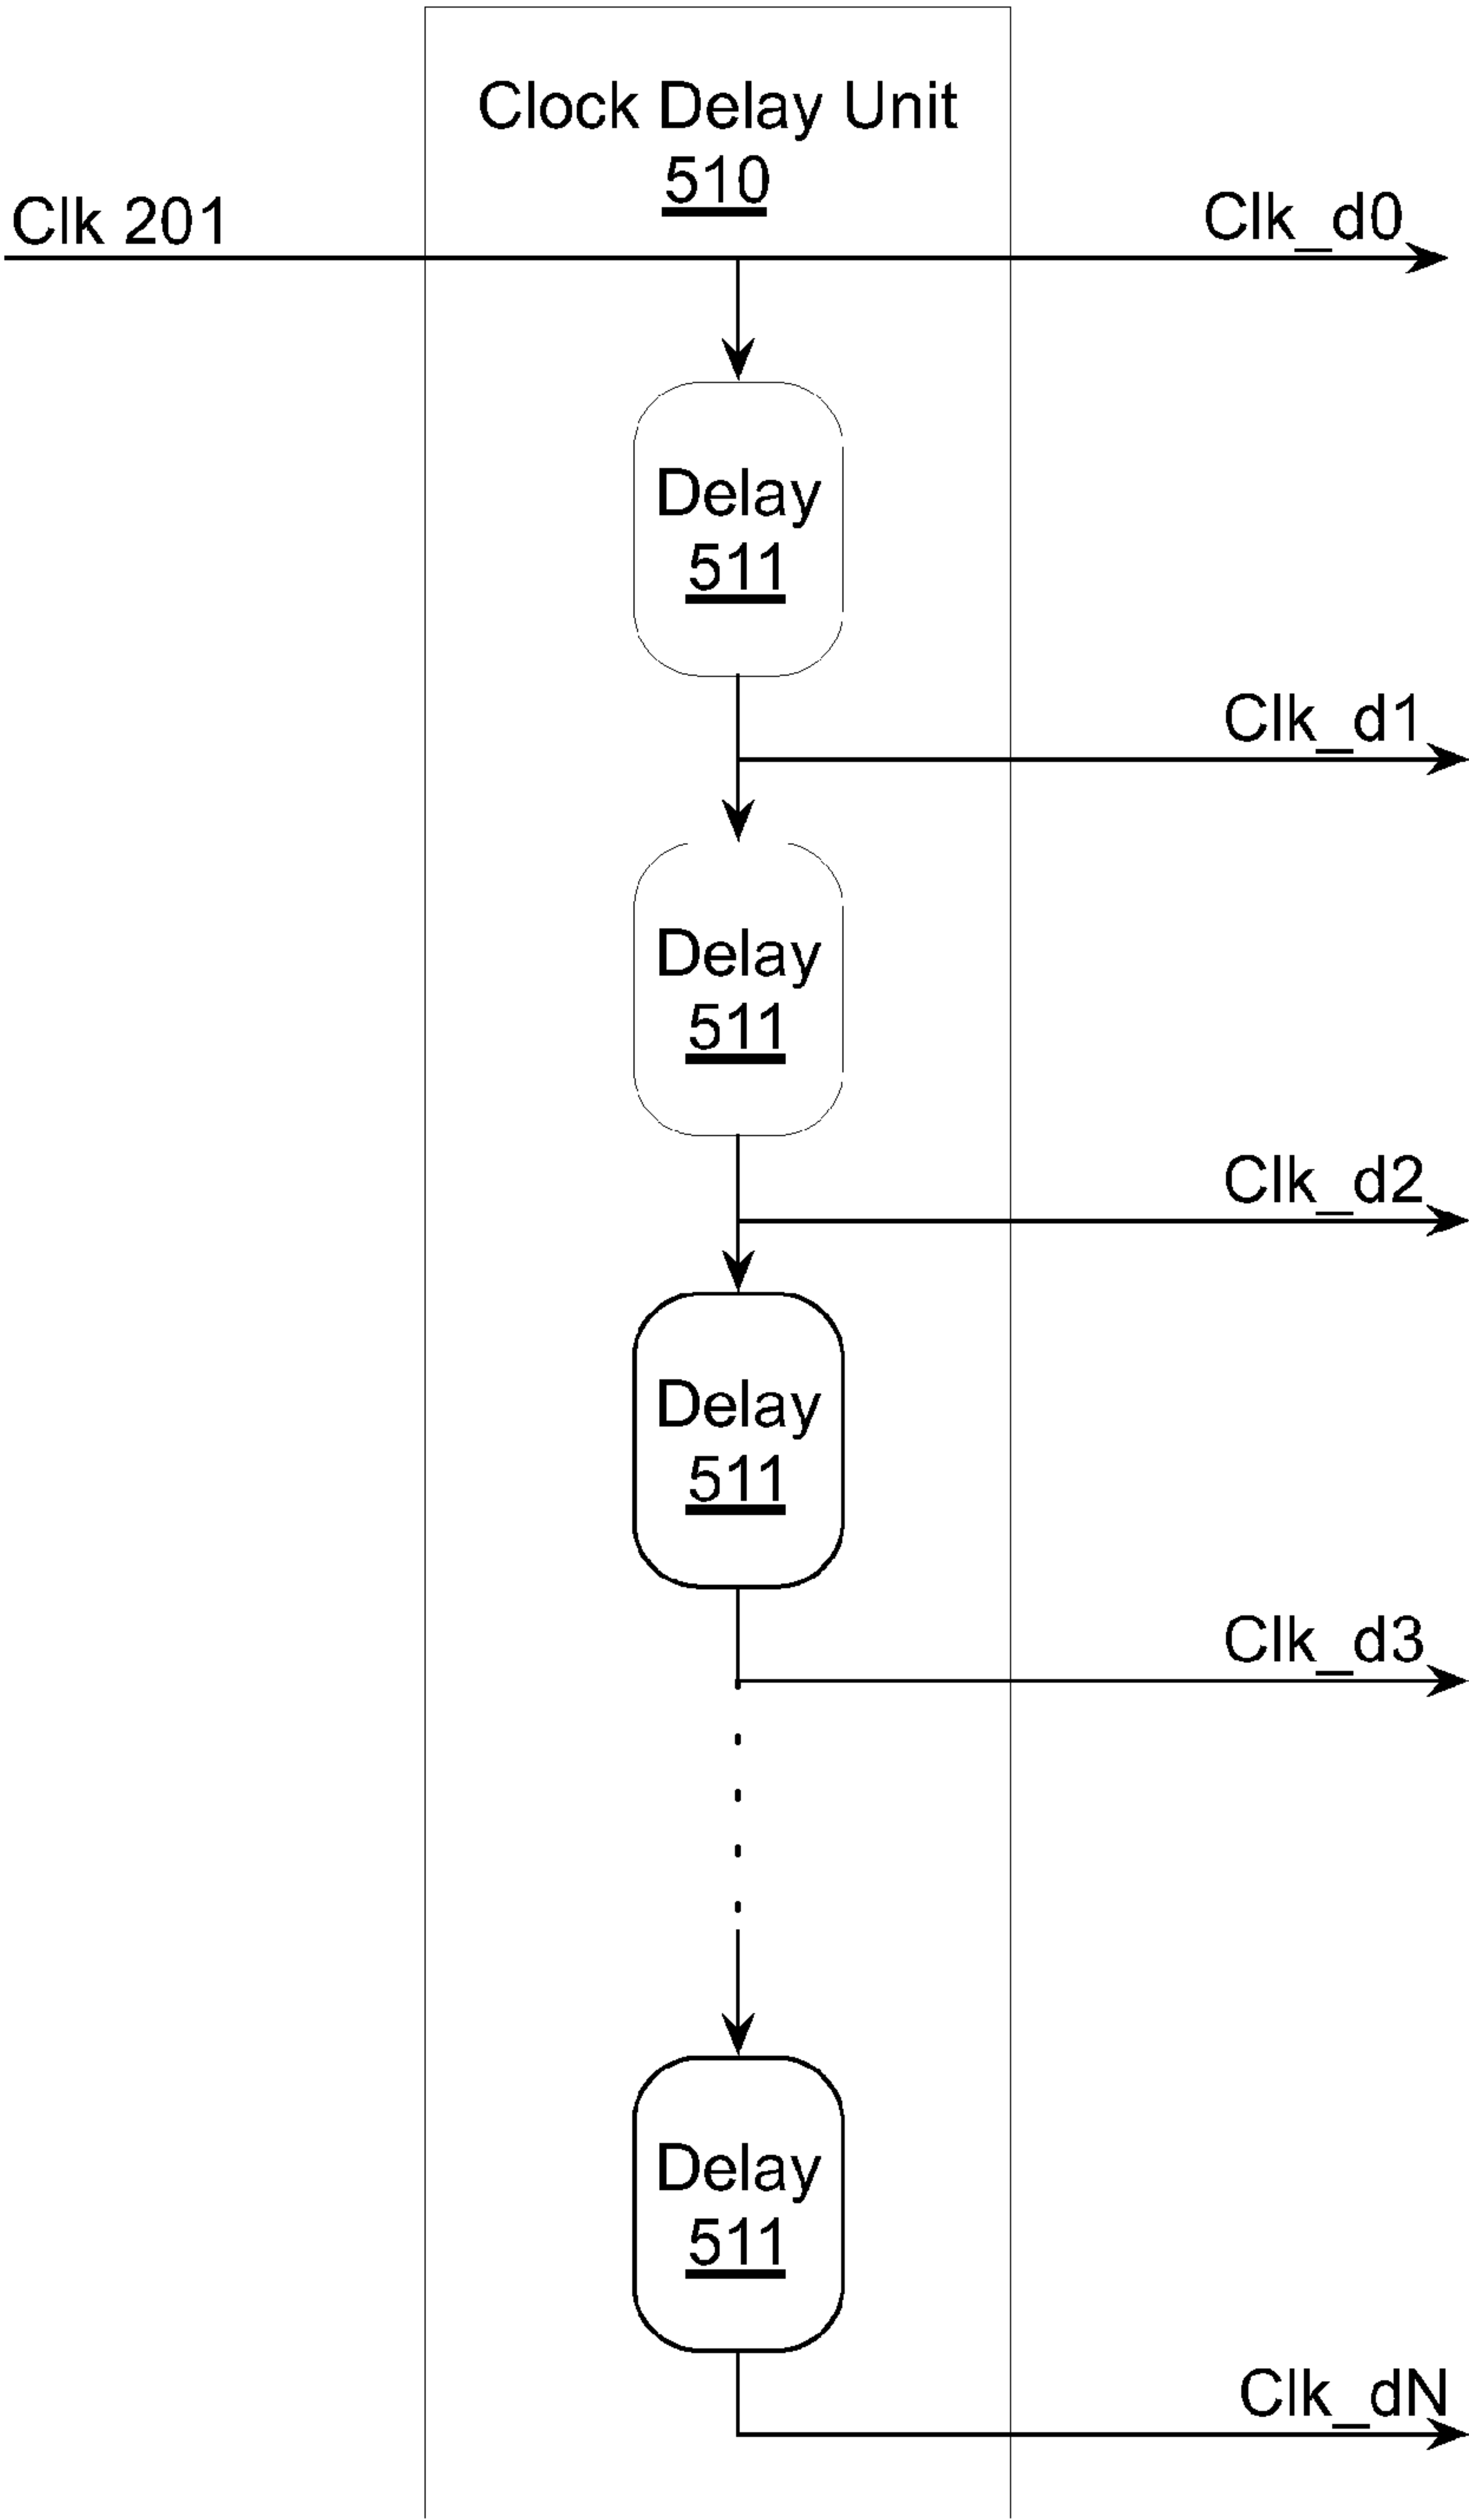 Clock Delay Unit
510
Clk 201
Clk_d0
Delay
511
Clk_d1
Delay
511
Clk_d2
Delay
511
Clk_d3
Delay
511
Clk_dN